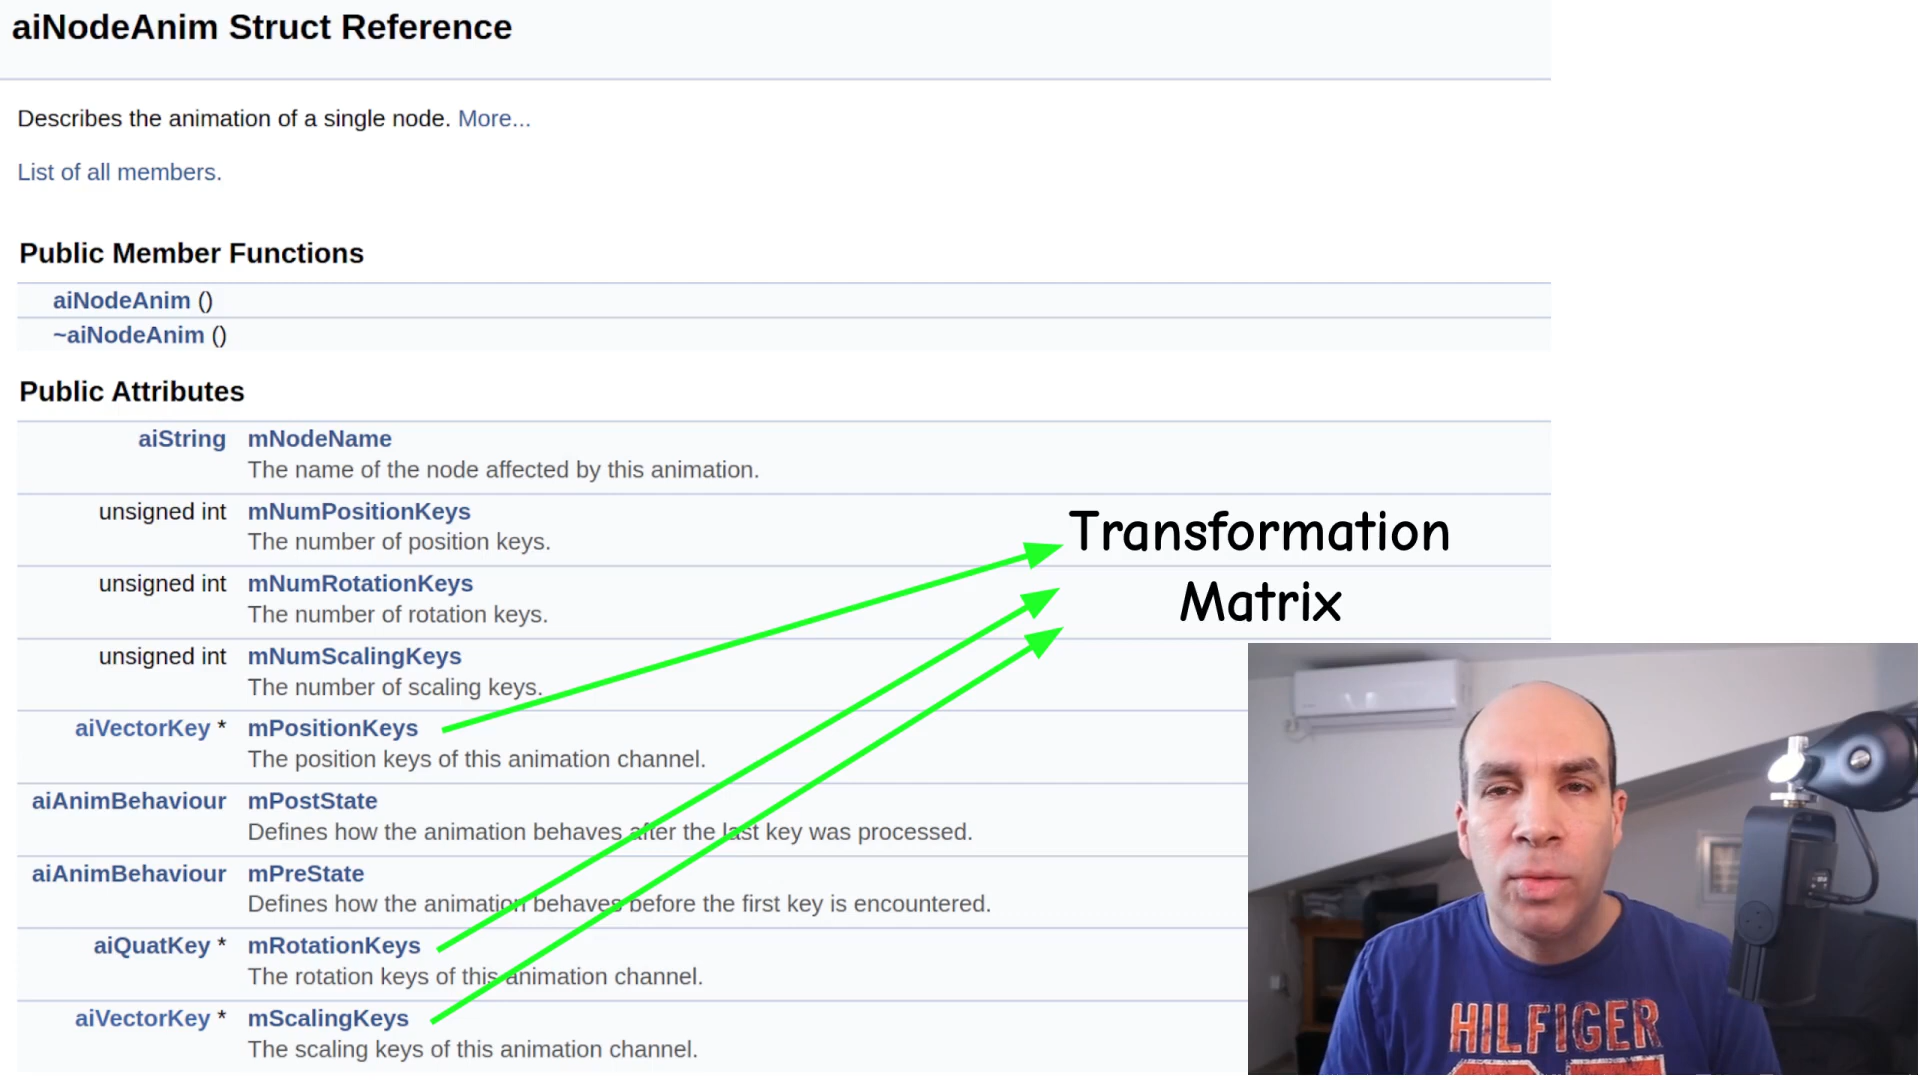 aiNodeAnim Struct Reference
Describes the animation of a single node. More...
List of all members.
Public Member Functions
aiNodeAnim ()
~aiNodeAnim ()
Public Attributes
aiString mNodeName
The name of the node affected by this animation.
unsigned int mNumPositionKeys
The number of position keys.
unsigned int mNumRotationKeys
The number of rotation keys.
unsigned int mNumScalingKeys
The number of scaling keys.
aiVectorKey * mPositionKeys
The position keys of this animation channel.
aiAnimBehaviour mPostState
Defines how the animation behaves after the last key was processed.
aiAnimBehaviour mPreState
Defines how the animation behaves before the first key is encountered.
aiQuatKey * mRotationKeys
The rotation keys of this animation channel.
aiVectorKey * mScalingKeys
The scaling keys of this animation channel.
Transformation
Matrix
HILFIGER